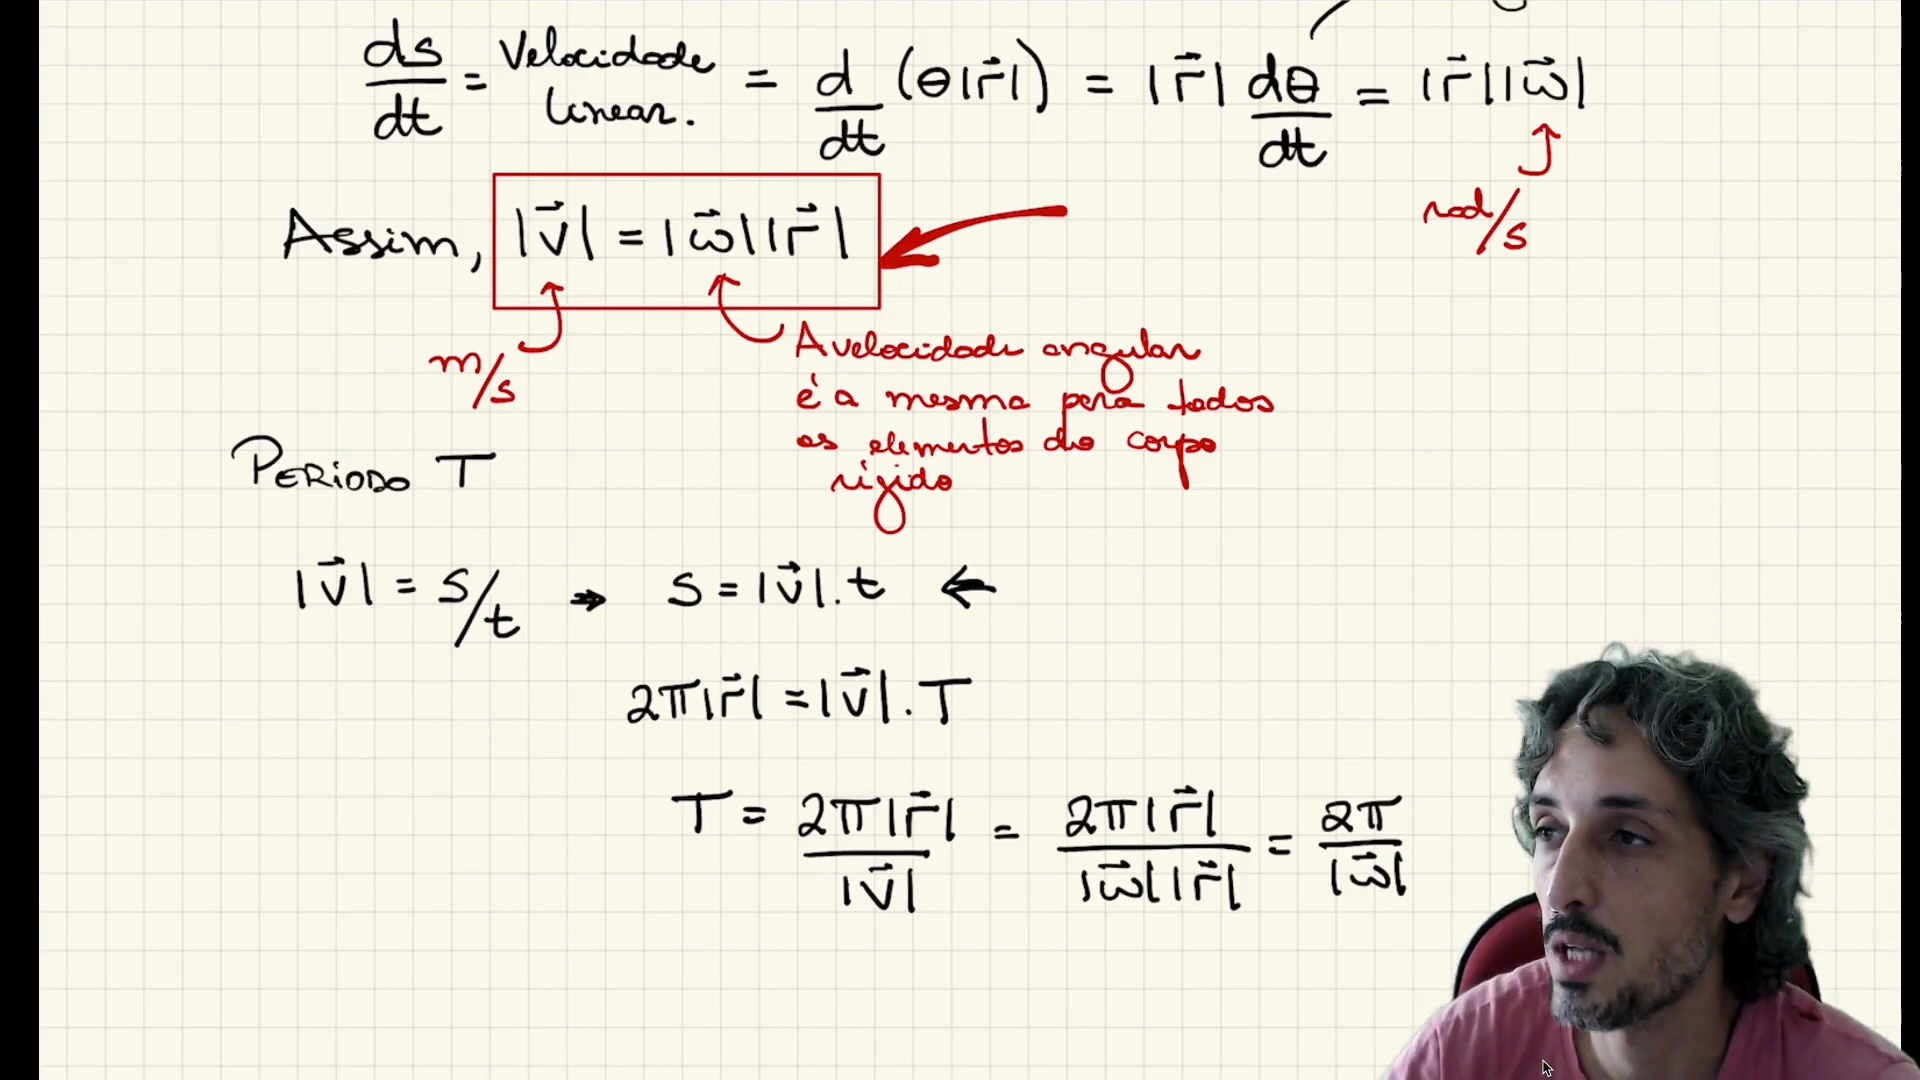 ds/dt = Velocidade linear. = d/dt (θ|r⃗|) = |r⃗| dθ/dt = |r⃗||ω⃗|
rad/s
Assim, |v⃗| = |ω⃗||r⃗|
m/s
A velocidade angular
é a mesma para todos
os elementos do corpo
rígido
PERÍODO T
|v⃗| = s/t → s = |v⃗|.t ←
2π|r⃗| = |v⃗|.T
T = 2π|r⃗|/|v⃗| = 2π|r⃗|/|ω⃗||r⃗| = 2π/|ω⃗|